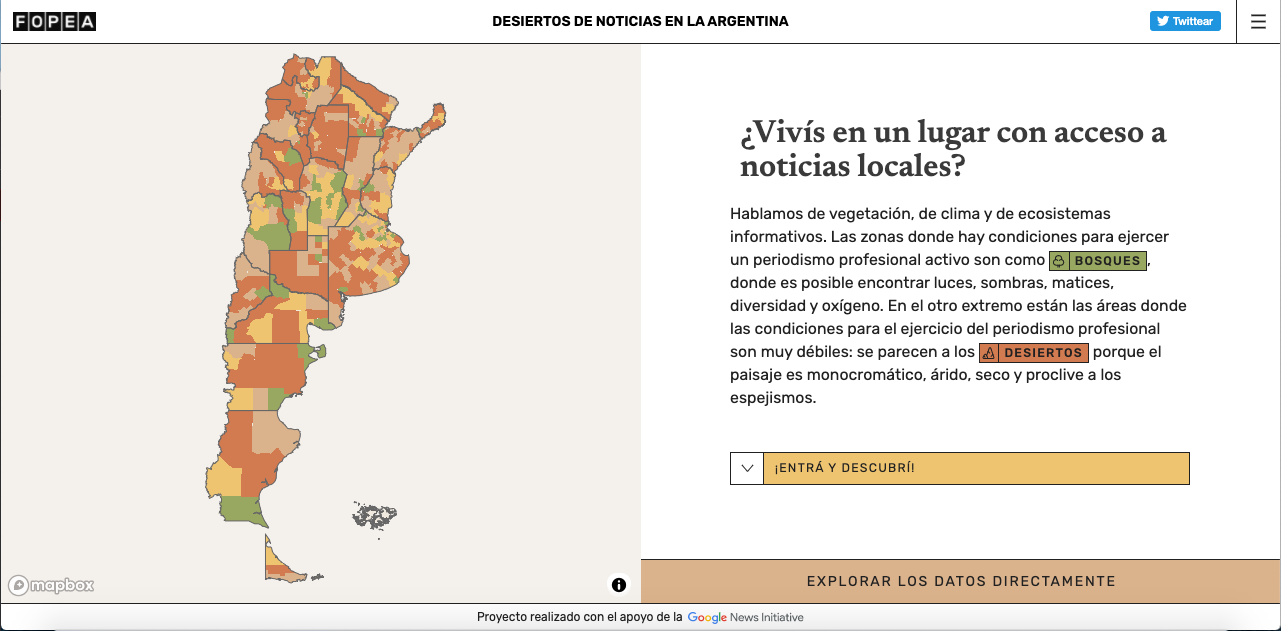 FOPEA
DESIERTOS DE NOTICIAS EN LA ARGENTINA
Twittear
¿Vivís en un lugar con acceso a
noticias locales?
Hablamos de vegetación, de clima y de ecosistemas
informativos. Las zonas donde hay condiciones para ejercer
un periodismo profesional activo son como BOSQUES,
donde es posible encontrar luces, sombras, matices,
diversidad y oxígeno. En el otro extremo están las áreas donde
las condiciones para el ejercicio del periodismo profesional
son muy débiles: se parecen a los DESIERTOS porque el
paisaje es monocromático, árido, seco y proclive a los
espejismos.
¡ENTRÁ Y DESCUBRÍ!
EXPLORAR LOS DATOS DIRECTAMENTE
mapbox
Proyecto realizado con el apoyo de la Google News Initiative